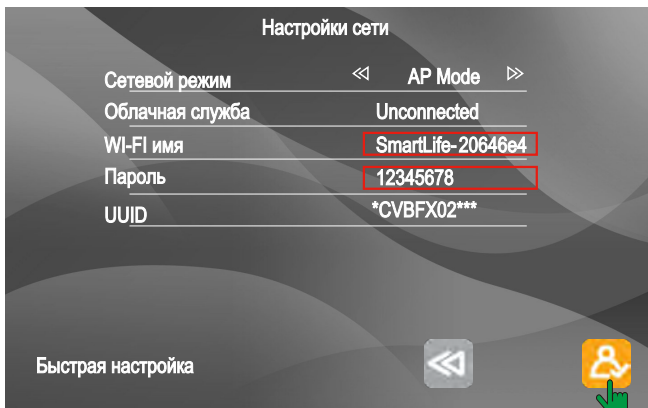 Настройки сети
Сетевой режим AP Mode
Облачная служба Unconnected
WI-FI имя SmartLife-20646e4
Пароль 12345678
UUID *CVBFX02***
Быстрая настройка